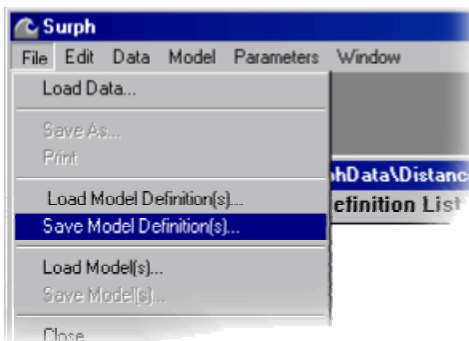 Surph
File Edit Data Model Parameters Window
Load Data...
Save As...
Print
Load Model Definition(s)...
Save Model Definition(s)...
Load Model(s)...
Save Model(s)...
Close
hData\Distanc
efinition List